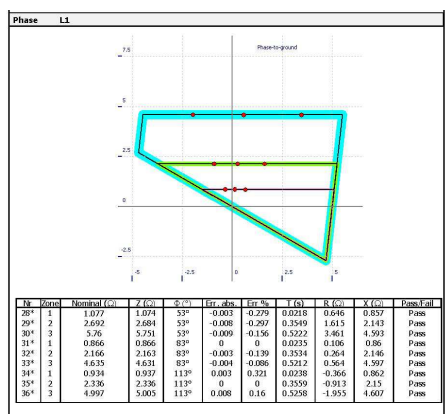 Phase L1
Phase-to-ground
7.5
5
2.5
0
-2.5
-5 -2.5 0 2.5 5
Nr Zone Nominal (Ω) Z (Ω) Φ (°) Err. abs. Err % T (s) R (Ω) X (Ω) Pass/Fail
28* 1 1.077 1.074 53° -0.003 -0.279 0.0218 0.646 0.857 Pass
29* 2 2.692 2.684 53° -0.008 -0.297 0.3549 1.615 2.143 Pass
30* 3 5.76 5.751 53° -0.009 -0.156 0.5222 3.461 4.593 Pass
31* 1 0.866 0.866 83° 0 0 0.0235 0.106 0.86 Pass
32* 2 2.166 2.163 83° -0.003 -0.139 0.3534 0.264 2.146 Pass
33* 3 4.635 4.631 83° -0.004 -0.086 0.5212 0.564 4.597 Pass
34* 1 0.934 0.937 113° 0.003 0.321 0.0238 -0.366 0.862 Pass
35* 2 2.336 2.336 113° 0 0 0.3559 -0.913 2.15 Pass
36* 3 4.997 5.005 113° 0.008 0.16 0.5258 -1.955 4.607 Pass